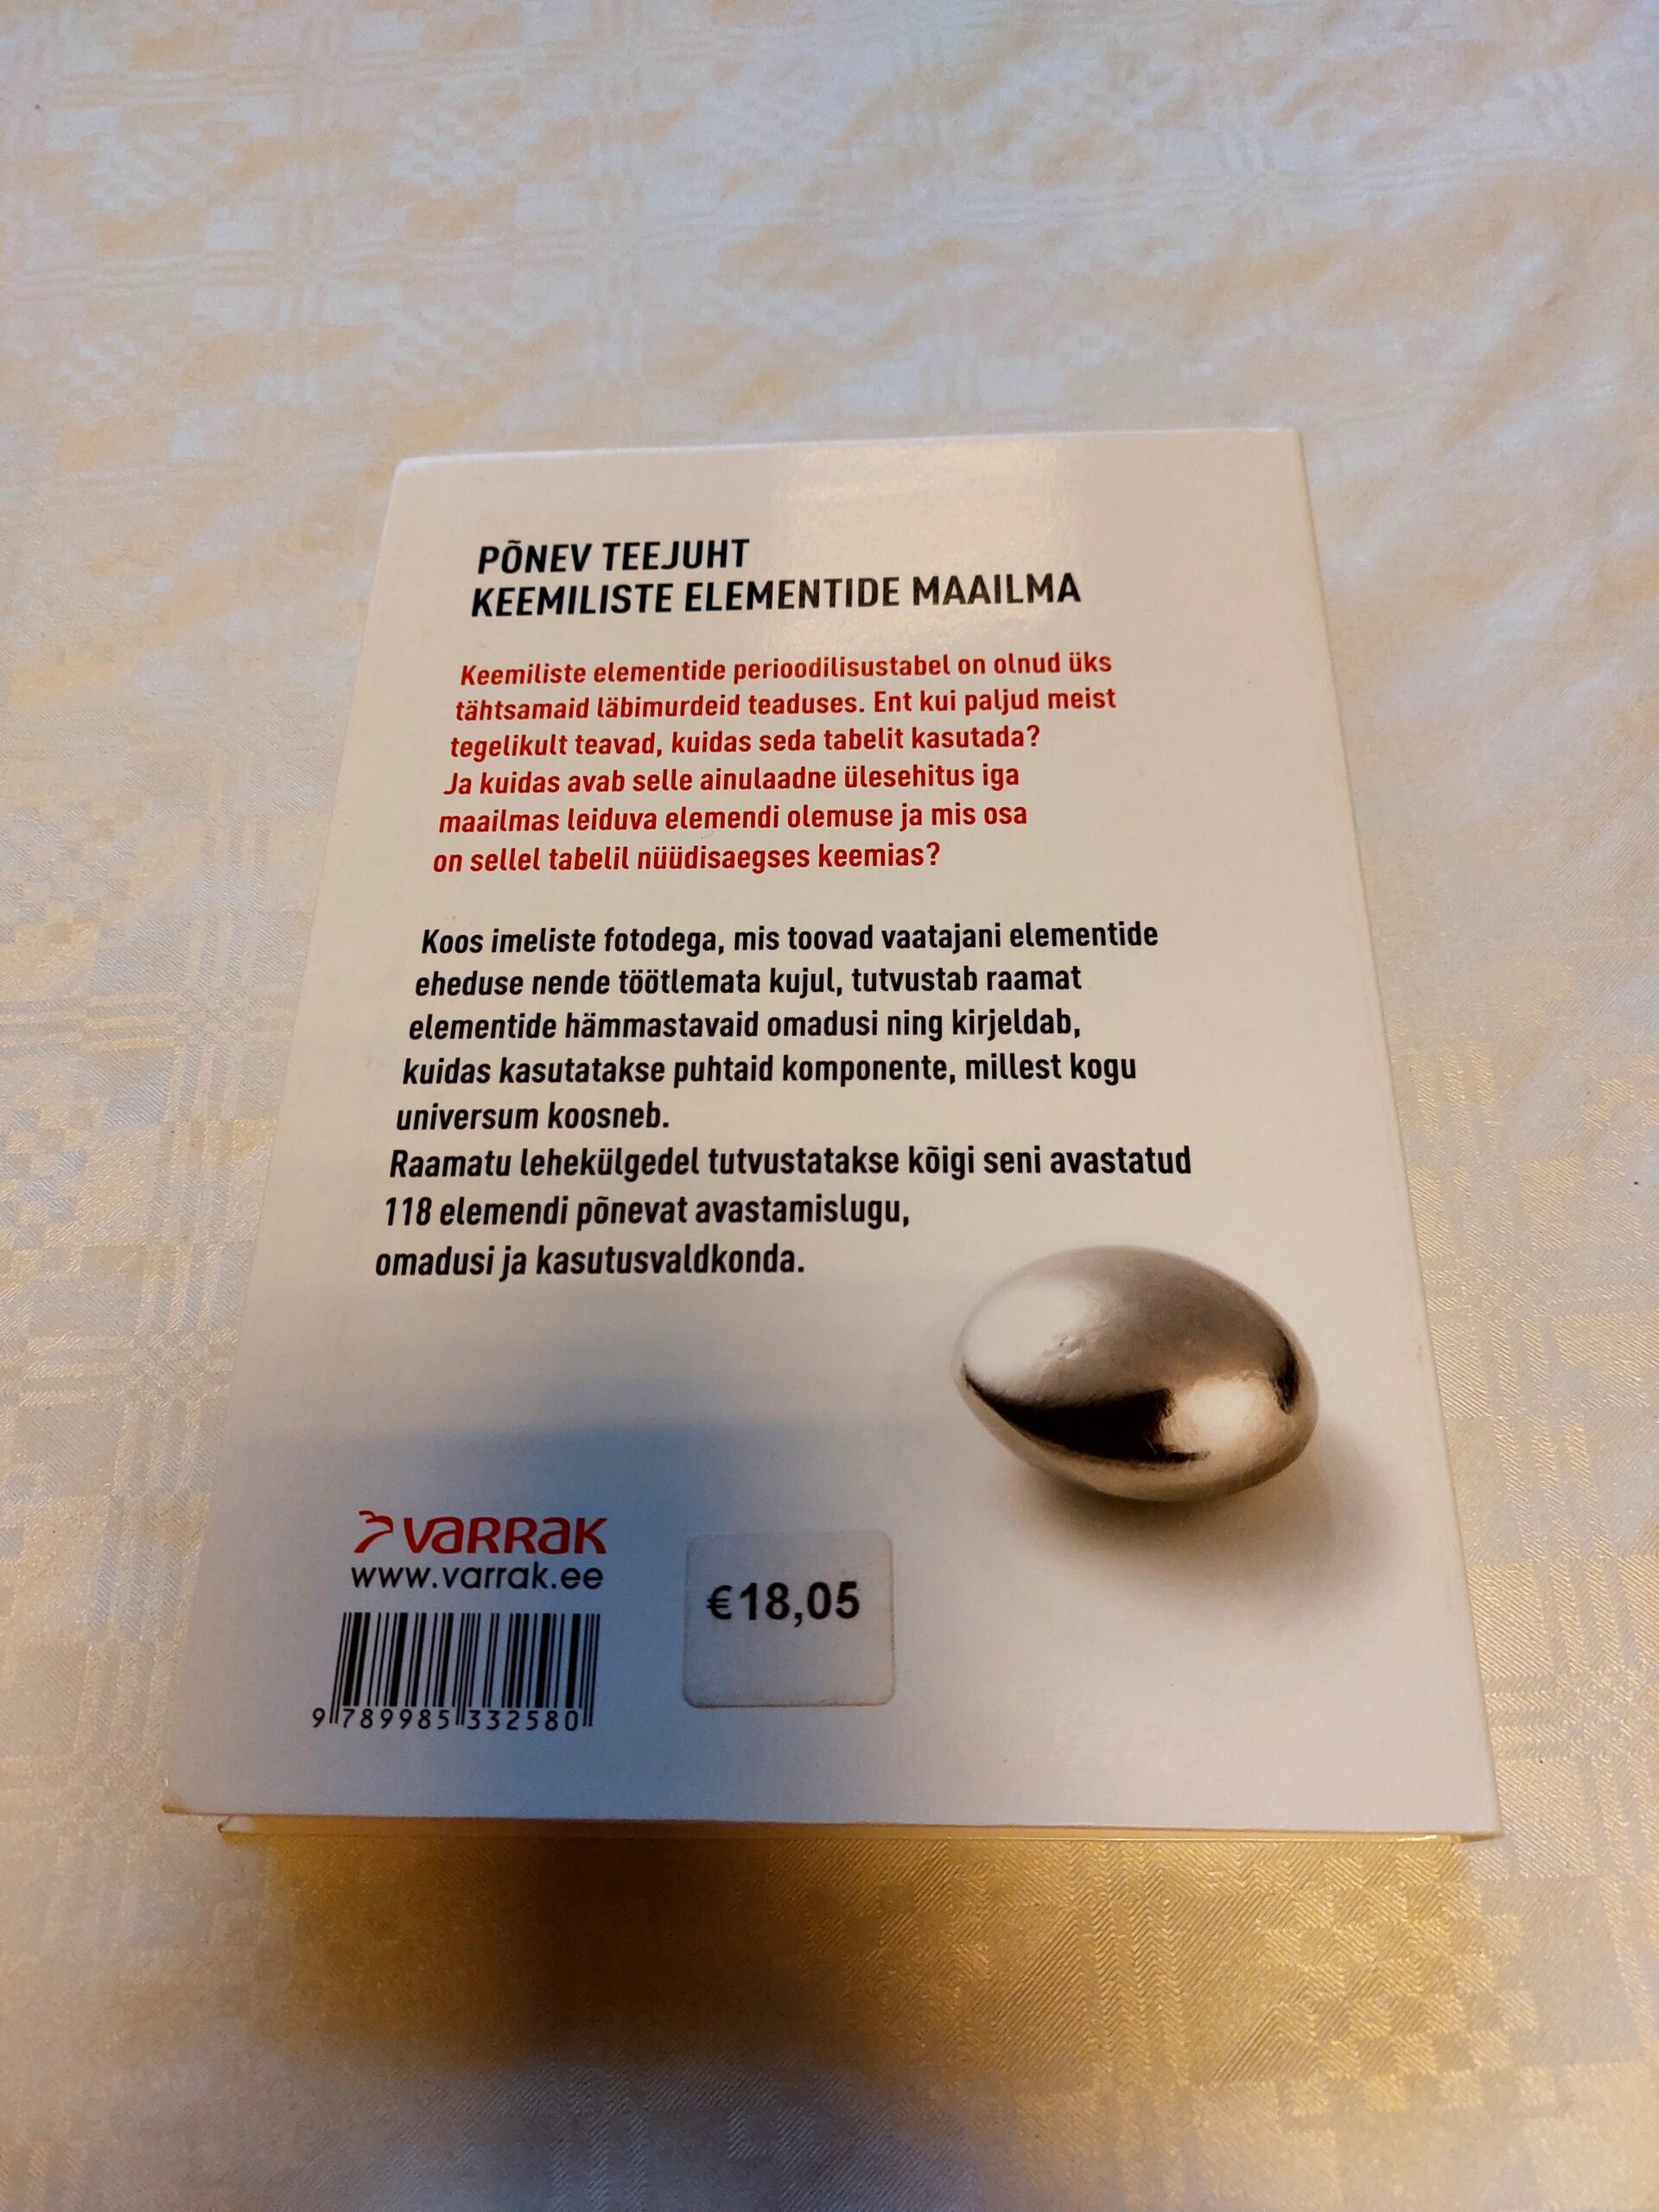 PÕNEV TEEJUHT
KEEMILISTE ELEMENTIDE MAAILMA
Keemiliste elementide perioodilisustabel on olnud üks
tähtsamaid läbimurdeid teaduses. Ent kui paljud meist
tegelikult teavad, kuidas seda tabelit kasutada?
Ja kuidas avab selle ainulaadne ülesehitus iga
maailmas leiduva elemendi olemuse ja mis osa
on sellel tabelil nüüdisaegses keemias?
Koos imeliste fotodega, mis toovad vaatajani elementide
eheduse nende töötlemata kujul, tutvustab raamat
elementide hämmastavaid omadusi ning kirjeldab,
kuidas kasutatakse puhtaid komponente, millest kogu
universum koosneb.
Raamatu lehekülgedel tutvustatakse kõigi seni avastatud
118 elemendi põnevat avastamislugu,
omadusi ja kasutusvaldkonda.
VARRAK
www.varrak.ee
€18,05
9 789985 332580